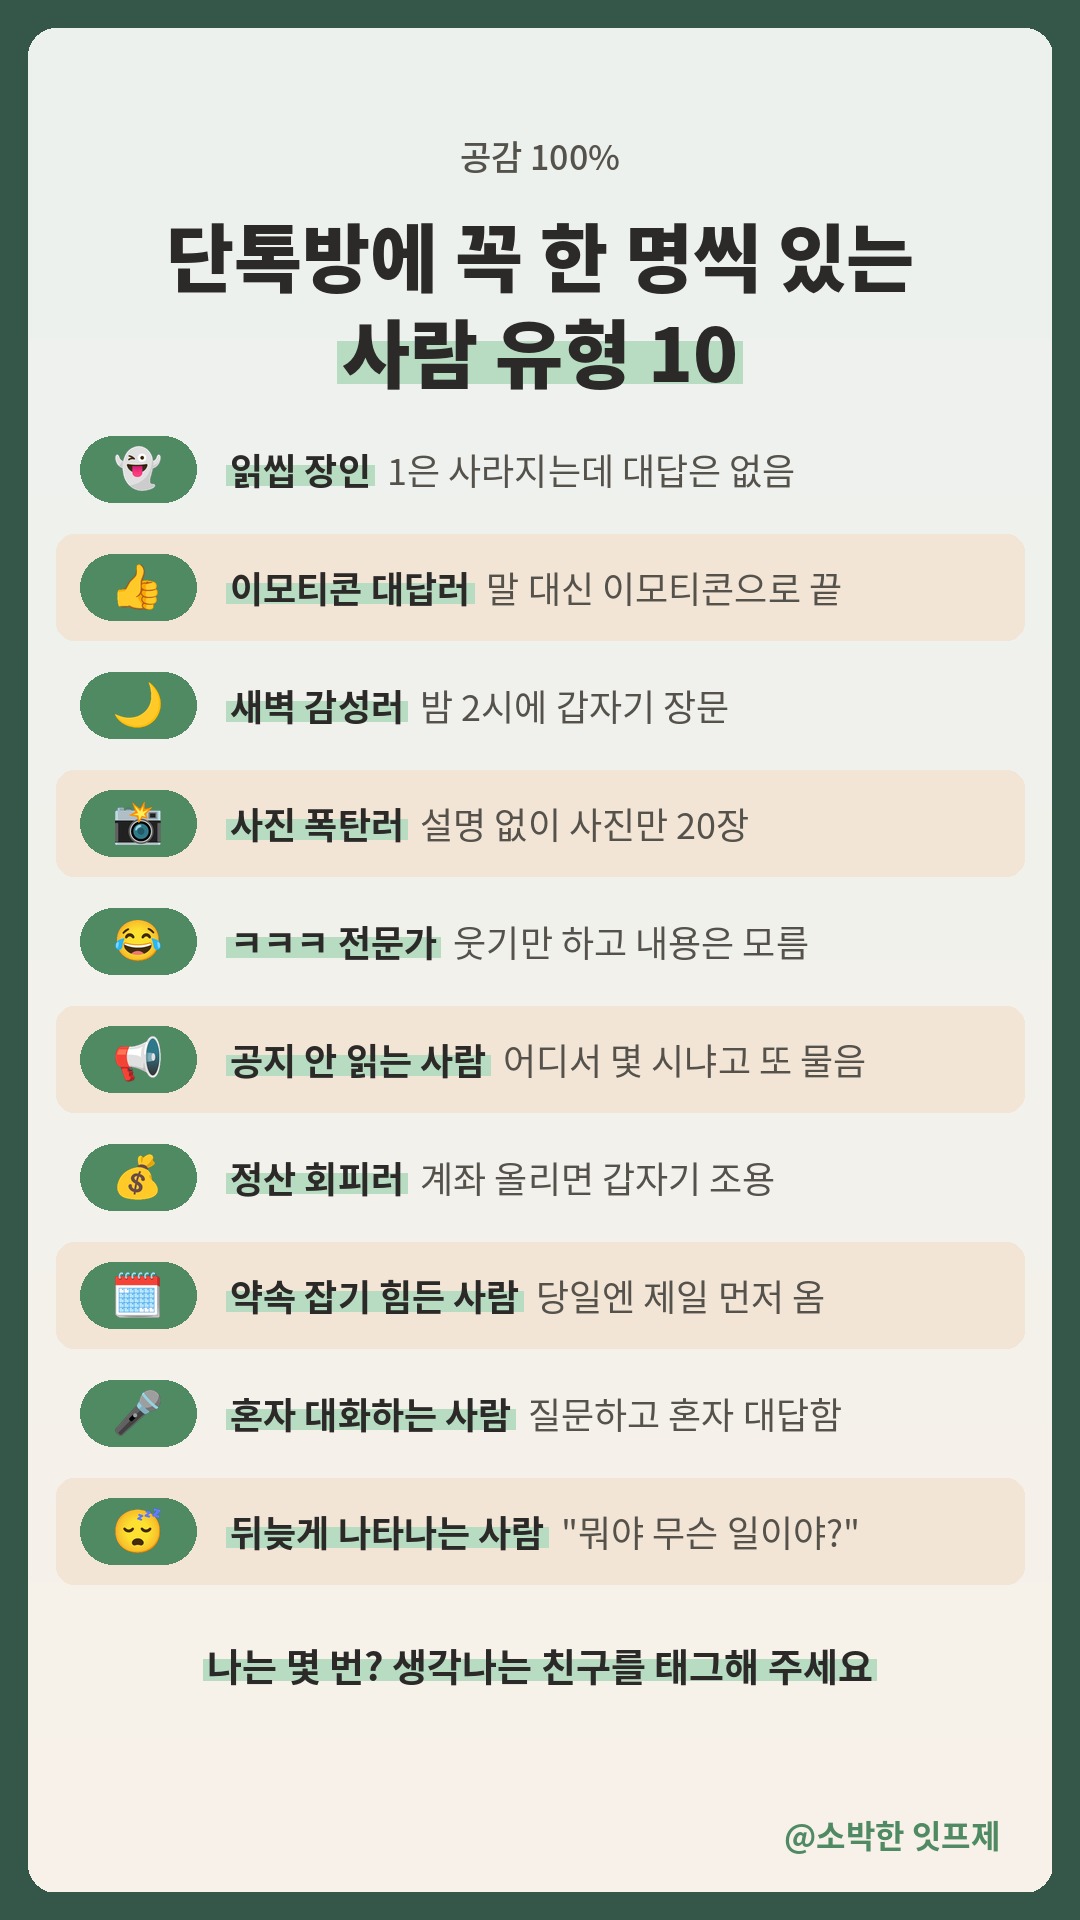 공감 100%
단톡방에 꼭 한 명씩 있는
사람 유형 10
읽씹 장인 1은 사라지는데 대답은 없음
이모티콘 대답러 말 대신 이모티콘으로 끝
새벽 감성러 밤 2시에 갑자기 장문
사진 폭탄러 설명 없이 사진만 20장
ㅋㅋㅋ 전문가 웃기만 하고 내용은 모름
공지 안 읽는 사람 어디서 몇 시냐고 또 물음
정산 회피러 계좌 올리면 갑자기 조용
약속 잡기 힘든 사람 당일엔 제일 먼저 옴
혼자 대화하는 사람 질문하고 혼자 대답함
뒤늦게 나타나는 사람 "뭐야 무슨 일이야?"
나는 몇 번? 생각나는 친구를 태그해 주세요
@소박한 잇프제